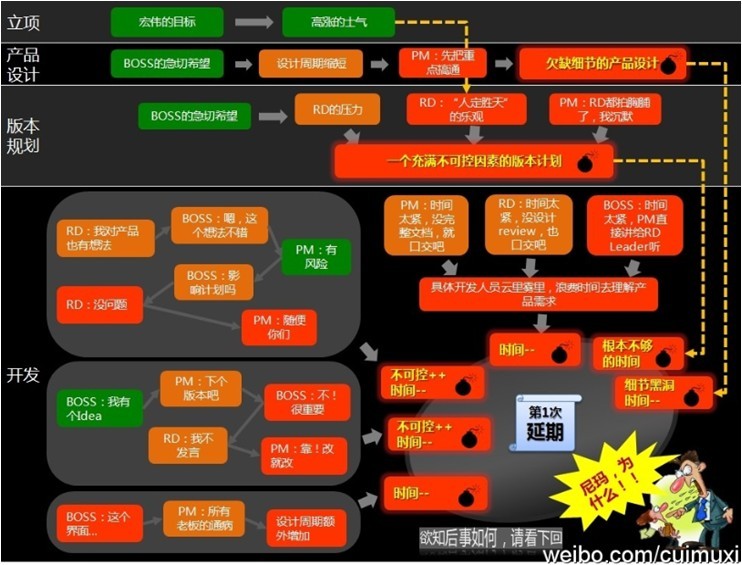 立项
宏伟的目标
高涨的士气
产品
设计
BOSS的急切希望
设计周期缩短
PM：先把重
点搞通
欠缺细节的产品设计
版本
规划
BOSS的急切希望
RD的压力
RD：“人定胜天”
的乐观
PM：RD都拍胸脯
了，我沉默
一个充满不可控因素的版本计划
开发
RD：我对产品
也有想法
BOSS：嗯，这
个想法不错
PM：有
风险
BOSS：影
响计划吗
RD：没问题
PM：随便
你们
PM：时间
太紧，没完
整文档，就
口交吧
RD：时间太
紧，没设计
review，也
口交吧
BOSS：时间
太紧，PM直
接讲给RD
Leader听
具体开发人员云里雾里，浪费时间去理解产
品需求
时间--
根本不够
的时间
不可控++
时间--
细节黑洞
时间--
BOSS：我有
个Idea
PM：下个
版本吧
BOSS：不！
很重要
RD：我不
发言
PM：靠！改
就改
不可控++
时间--
第1次
延期
BOSS：这个
界面...
PM：所有
老板的通病
设计周期额
外增加
时间--
尼玛，为
什么！！
欲知后事如何，请看下回
weibo.com/cuimuxi